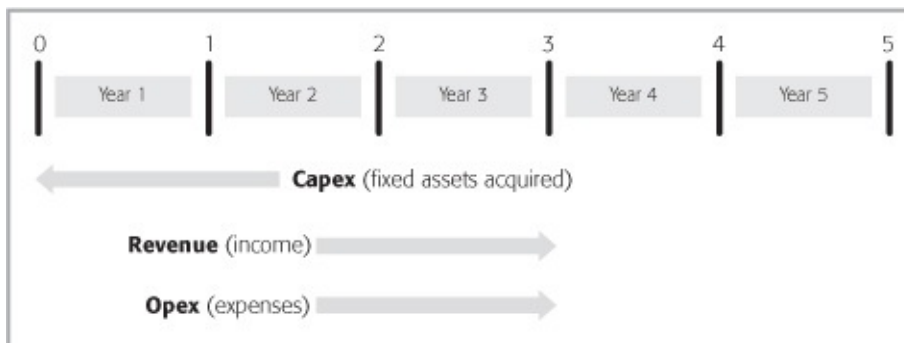 0 1 2 3 4 5
Year 1 Year 2 Year 3 Year 4 Year 5
Capex (fixed assets acquired)
Revenue (income)
Opex (expenses)